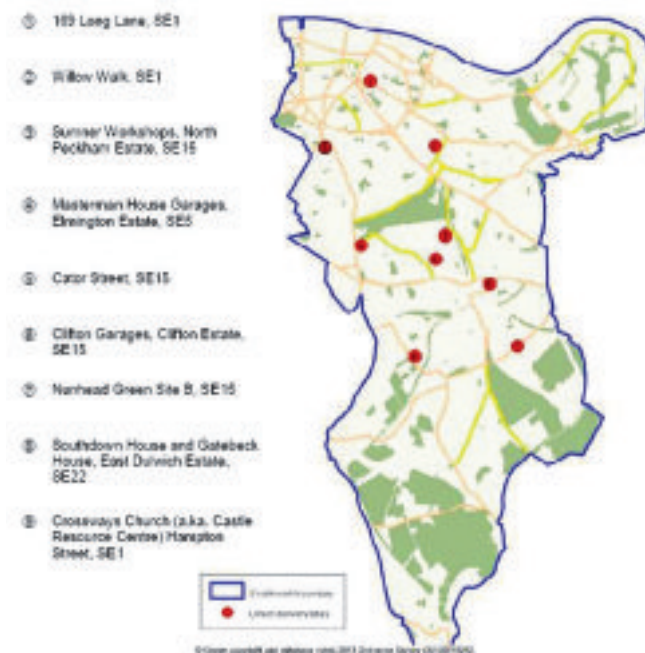 ① 169 Long Lane, SE1
② Willow Walk, SE1
③ Sumner Workshops, North
Peckham Estate, SE15
④ Masterman House Garages,
Elmington Estate, SE5
⑤ Cator Street, SE15
⑥ Clifton Garages, Clifton Estate,
SE15
⑦ Nunhead Green Site B, SE15
⑧ Southdown House and Gatebeck
House, East Dulwich Estate,
SE22
⑨ Crossways Church (a.k.a. Castle
Resource Centre) Hampton
Street, SE1
Southwark boundary